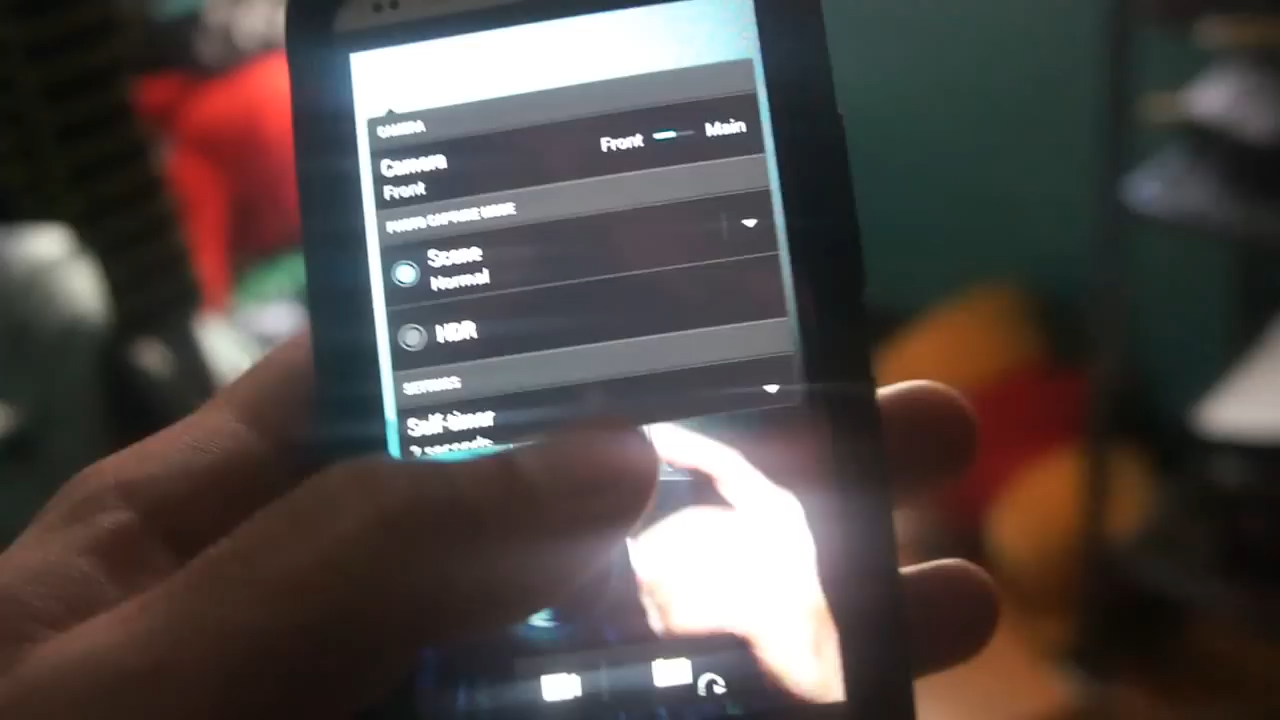 CAMERA
Camera
Front
Front Main
PHOTO CAPTURE MODE
Scene
Normal
HDR
SETTINGS
Self-timer
2 seconds